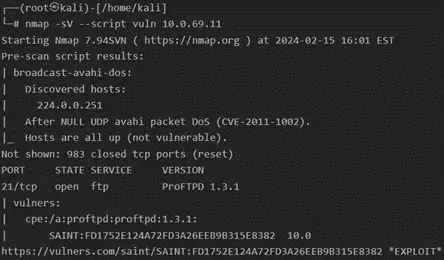 ┌──(root㉿kali)-[/home/kali]
└─# nmap -sV --script vuln 10.0.69.11
Starting Nmap 7.94SVN ( https://nmap.org ) at 2024-02-15 16:01 EST
Pre-scan script results:
| broadcast-avahi-dos:
|   Discovered hosts:
|     224.0.0.251
|   After NULL UDP avahi packet DoS (CVE-2011-1002).
|_  Hosts are all up (not vulnerable).
Not shown: 983 closed tcp ports (reset)
PORT     STATE SERVICE     VERSION
21/tcp   open  ftp         ProFTPD 1.3.1
| vulners:
|   cpe:/a:proftpd:proftpd:1.3.1:
|       SAINT:FD1752E124A72FD3A26EEB9B315E8382  10.0
https://vulners.com/saint/SAINT:FD1752E124A72FD3A26EEB9B315E8382 *EXPLOIT*